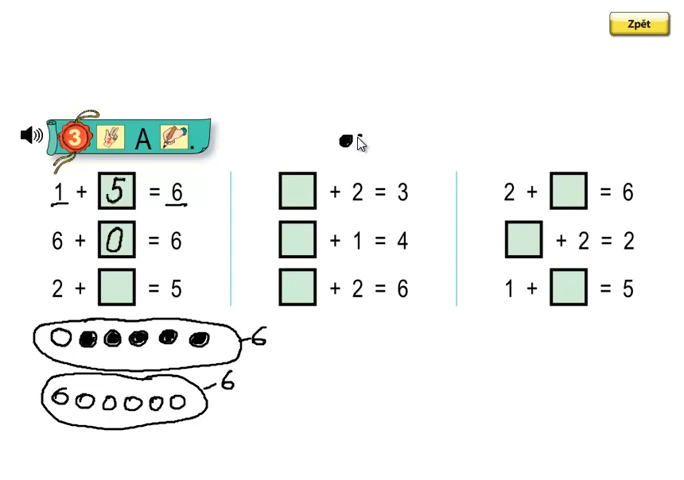 Zpět
3 A .
1 + 5 = 6
6 + 0 = 6
2 + = 5
+ 2 = 3
+ 1 = 4
+ 2 = 6
2 + = 6
+ 2 = 2
1 + = 5
6
6